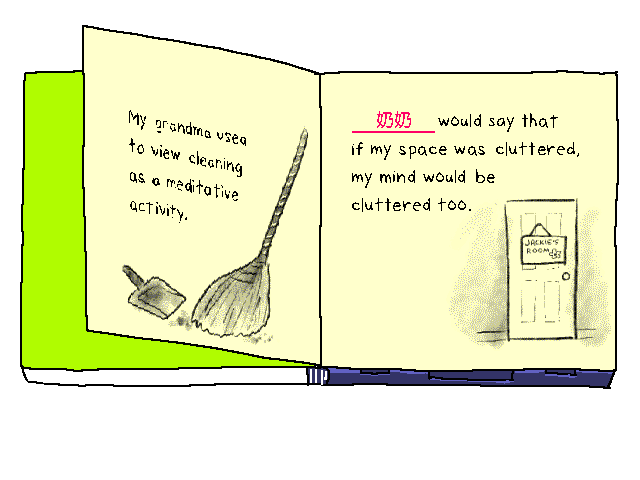 My grandma used
to view cleaning
as a meditative
activity.
奶奶 would say that
if my space was cluttered,
my mind would be
cluttered too.
JACKIE'S
ROOM